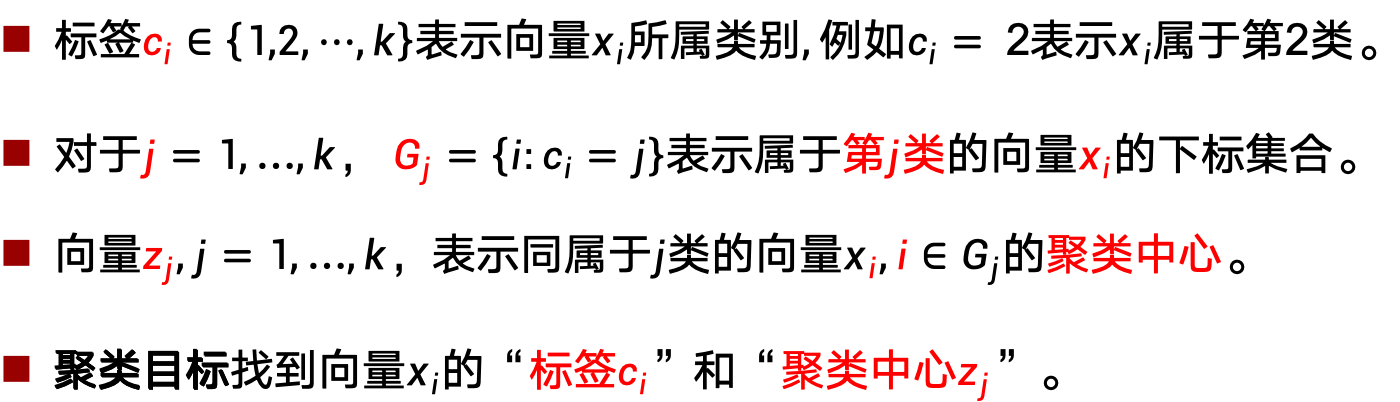 ■ 标签cᵢ ∈ {1,2, ⋯, k}表示向量xᵢ所属类别, 例如cᵢ = 2表示xᵢ属于第2类。
■ 对于j = 1, …, k， Gⱼ = {i: cᵢ = j}表示属于第j类的向量xᵢ的下标集合。
■ 向量zⱼ, j = 1, …, k，表示同属于j类的向量xᵢ, i ∈ Gⱼ的聚类中心。
■ 聚类目标找到向量xᵢ的“标签cᵢ”和“聚类中心zⱼ”。